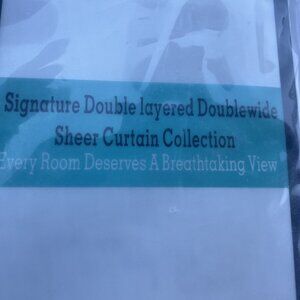 Signature Double layered Doublewide
Sheer Curtain Collection
Every Room Deserves A Breathtaking View